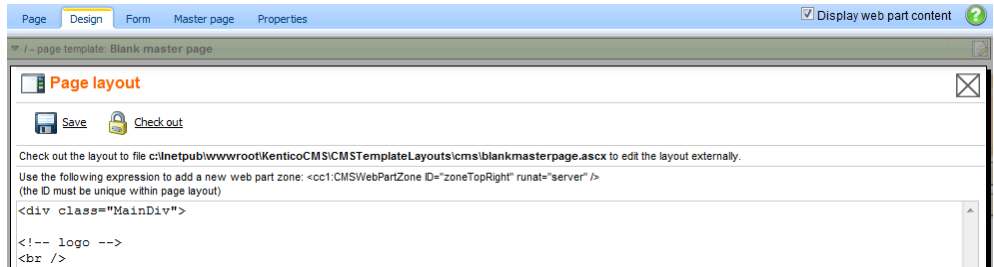 Page Design Form Master page Properties Display web part content ?
/ - page template: Blank master page
Page layout
Save Check out
Check out the layout to file c:\Inetpub\wwwroot\KenticoCMS\CMSTemplateLayouts\cms\blankmasterpage.ascx to edit the layout externally.
Use the following expression to add a new web part zone: <cc1:CMSWebPartZone ID="zoneTopRight" runat="server" />
(the ID must be unique within page layout)
<div class="MainDiv">
<!-- logo -->
<br />